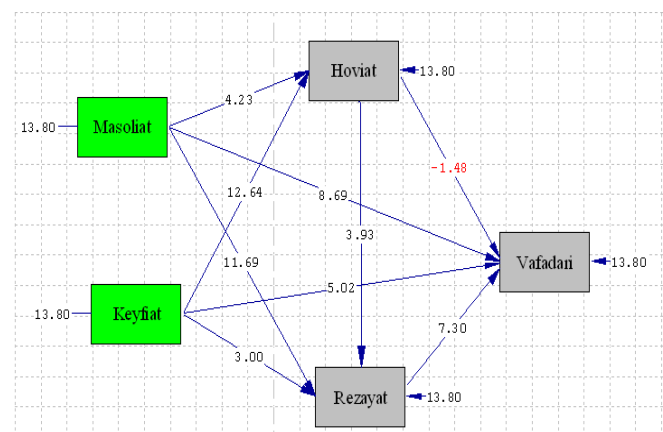 Hoviat
13.80
4.23
Masoliat
13.80
-1.48
12.64
8.69
3.93
11.69
Vafadari
13.80
5.02
Keyfiat
13.80
7.30
3.00
Rezayat
13.80